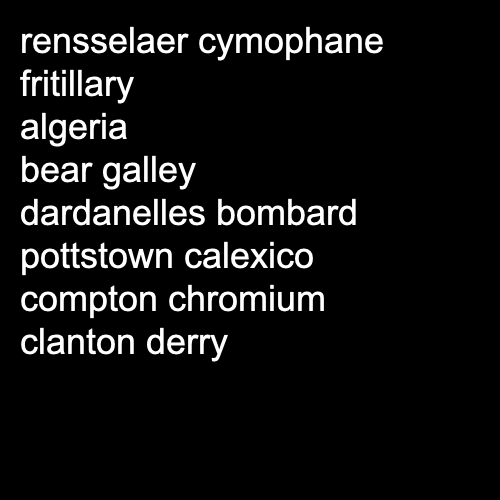 rensselaer cymophane
fritillary
algeria
bear galley
dardanelles bombard
pottstown calexico
compton chromium
clanton derry